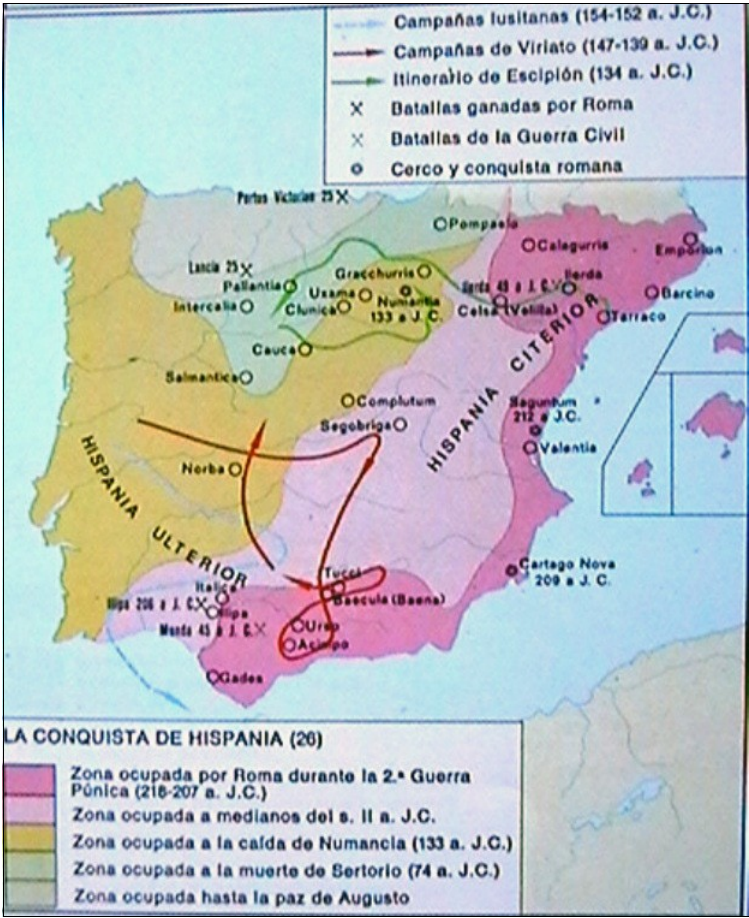 Campañas lusitanas (154-152 a. J.C.)
Campañas de Viriato (147-139 a. J.C.)
Itinerario de Escipión (134 a. J.C.)
Batallas ganadas por Roma
Batallas de la Guerra Civil
Cerco y conquista romana
Portus Victoriae 25
Pompaelo
Calagurris
Emporion
Lancia 25
Gracchurris
Pallantia
Uxama
Ilerda 49 a J. C.
Ilerda
Intercatia
Clunica
Numantia
133 a J. C.
Celsa (Velilla)
Barcino
Tarraco
Cauca
Salmantica
Complutum
Segobriga
Saguntum
212 a J.C.
Valentia
HISPANIA CITERIOR
Norba
HISPANIA ULTERIOR
Cartago Nova
209 a J. C.
Tucci
Italica
Baecula (Baena)
Ilipa 206 a J. C.
Ilipa
Munda 45 a J. C.
Urso
Acinipo
Gades
LA CONQUISTA DE HISPANIA (26)
Zona ocupada por Roma durante la 2.ª Guerra
Púnica (218-207 a. J.C.)
Zona ocupada a medianos del s. II a. J.C.
Zona ocupada a la caída de Numancia (133 a. J.C.)
Zona ocupada a la muerte de Sertorio (74 a. J.C.)
Zona ocupada hasta la paz de Augusto